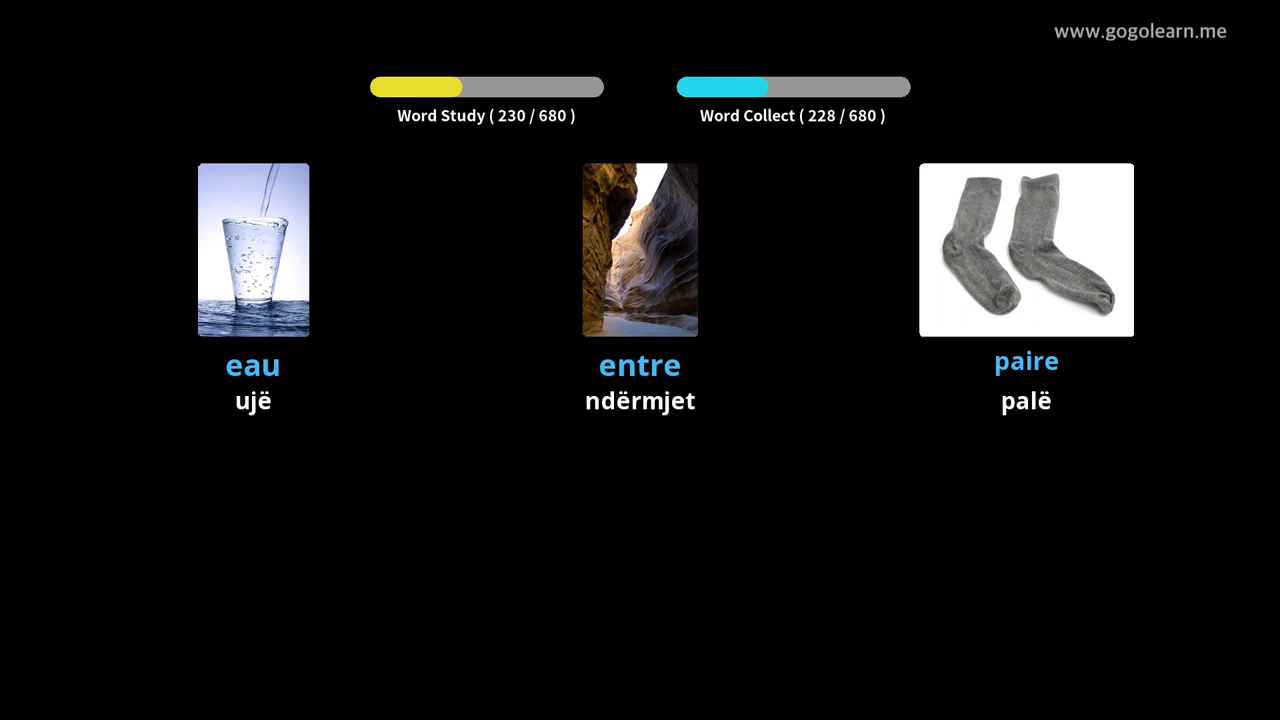 www.gogolearn.me
Word Study ( 230 / 680 )
Word Collect ( 228 / 680 )
eau
ujë
entre
ndërmjet
paire
palë